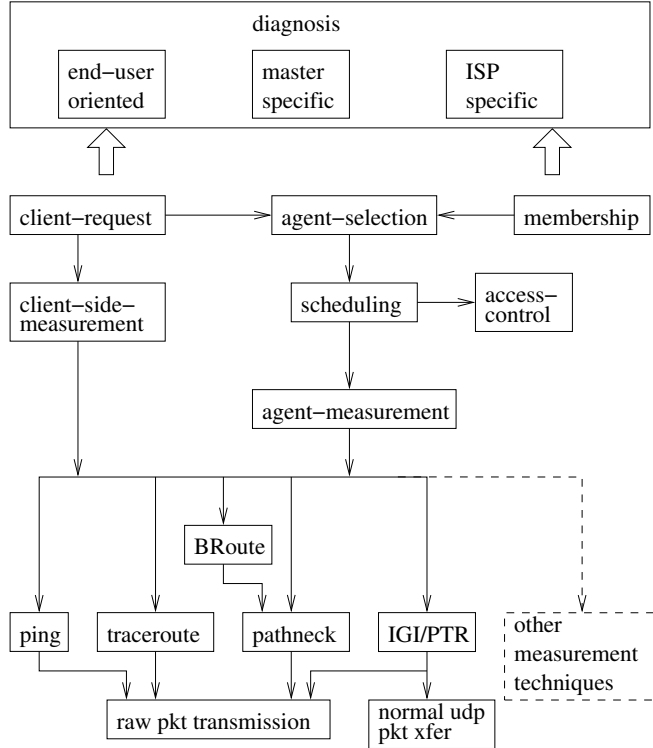 diagnosis
end−user
oriented
master
specific
ISP
specific
client−request
agent−selection
membership
client−side−
measurement
scheduling
access−
control
agent−measurement
BRoute
ping
traceroute
pathneck
IGI/PTR
other
measurement
techniques
raw pkt transmission
normal udp
pkt xfer